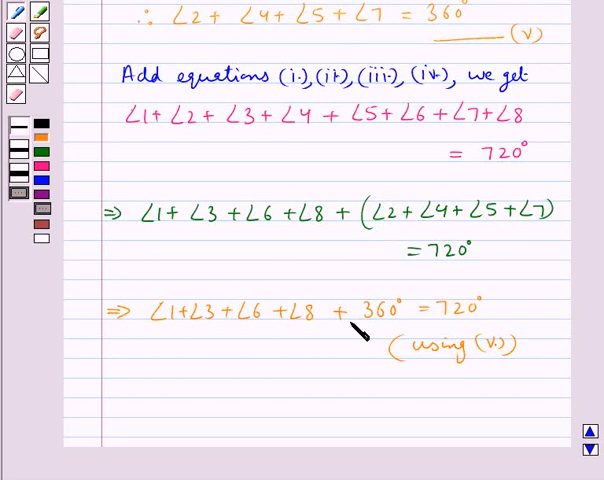 ∴ ∠2 + ∠4 + ∠5 + ∠7 = 360°
(v)
Add equations (i.), (ii.), (iii.), (iv.), we get
∠1 + ∠2 + ∠3 + ∠4 + ∠5 + ∠6 + ∠7 + ∠8
= 720°
⇒ ∠1 + ∠3 + ∠6 + ∠8 + (∠2 + ∠4 + ∠5 + ∠7)
= 720°
⇒ ∠1 + ∠3 + ∠6 + ∠8 + 360° = 720°
(using (v.))